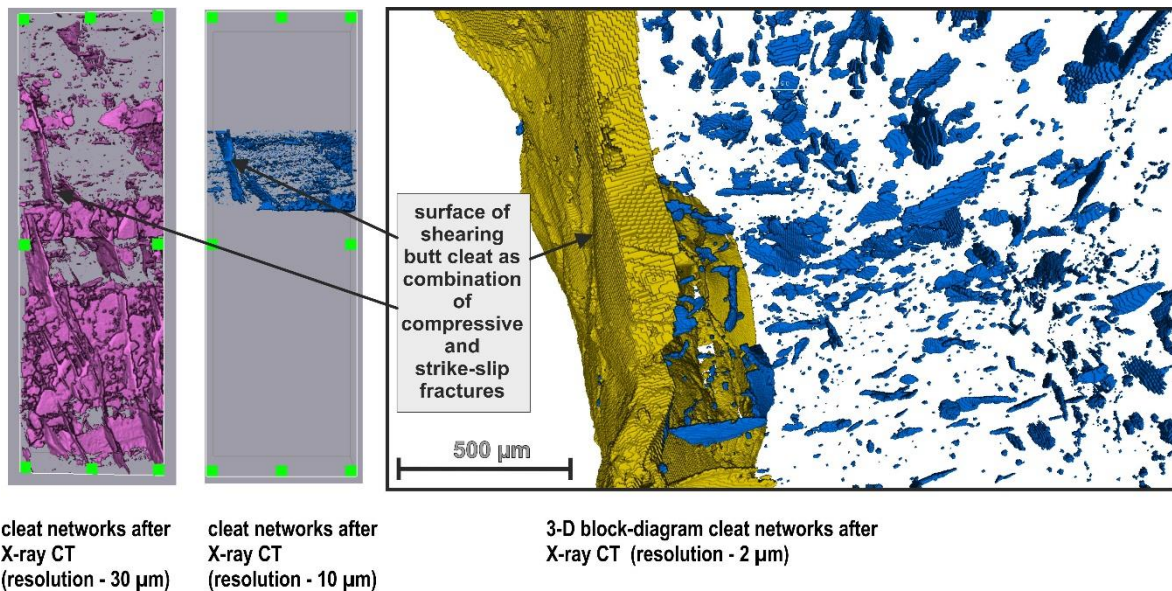 surface of
shearing
butt cleat as
combination
of
compressive
and
strike-slip
fractures
500 µm
cleat networks after
X-ray CT
(resolution - 30 µm)
cleat networks after
X-ray CT
(resolution - 10 µm)
3-D block-diagram cleat networks after
X-ray CT (resolution - 2 µm)